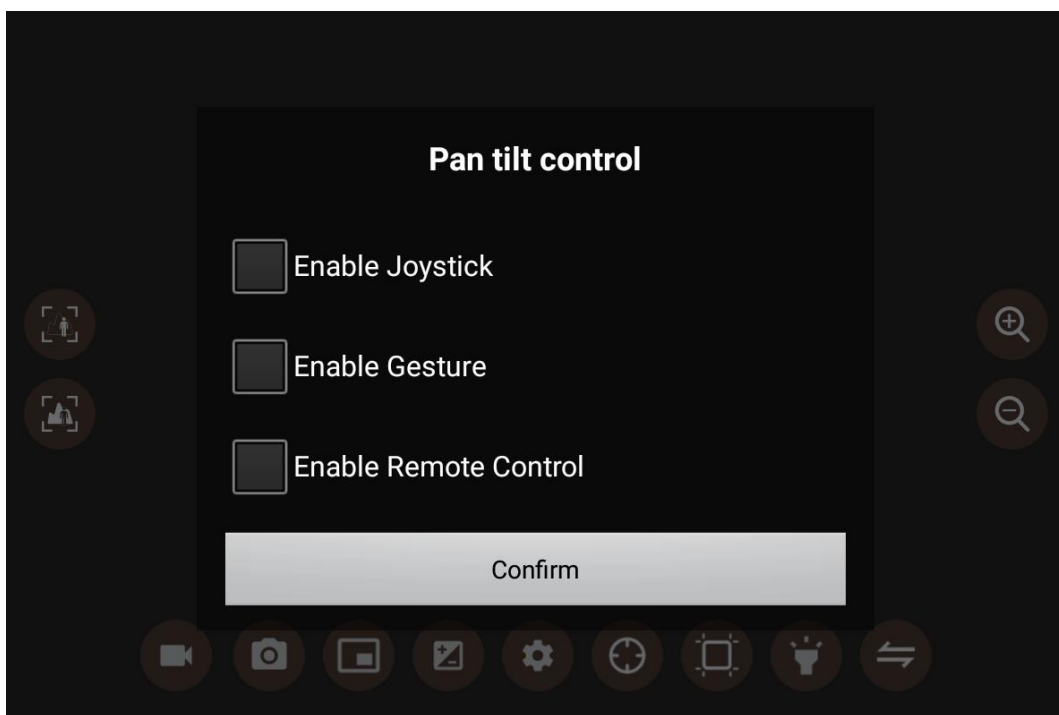 Pan tilt control
Enable Joystick
Enable Gesture
Enable Remote Control
Confirm